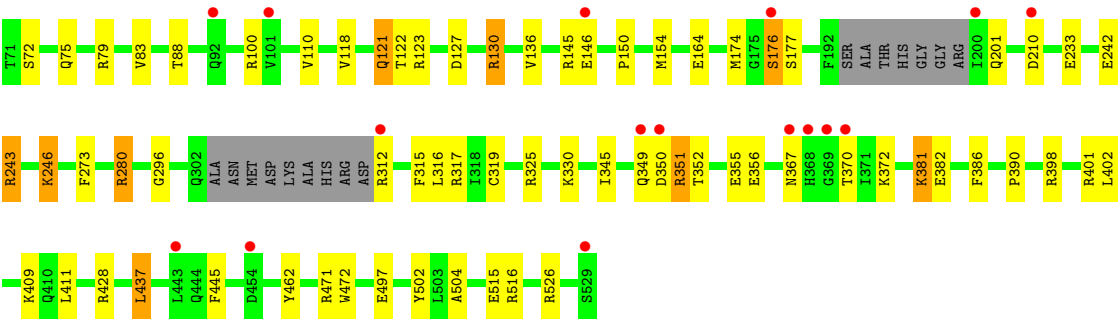 T71 S72 Q75 R79 V83 T88 Q92 R100 V101 V110 V118 Q121 T122 R123 D127 R130 V136 R145 E146 P150 M154 E164 M174 G175 S176 S177 F192 SER ALA THR HIS GLY GLY ARG I200 Q201 D210 E233 E242
R243 K246 F273 R280 G296 Q302 ALA ASN MET ASP LYS ALA HIS ARG ASP R312 F315 L316 R317 I318 C319 R325 K330 I345 Q349 D350 R351 T352 E355 E356 N367 H368 G369 T370 I371 K372 K381 E382 F386 P390 R398 R401 L402
K409 Q410 L411 R428 L437 L443 Q444 F445 D454 Y462 R471 W472 E497 Y502 L503 A504 E515 R516 R526 S529